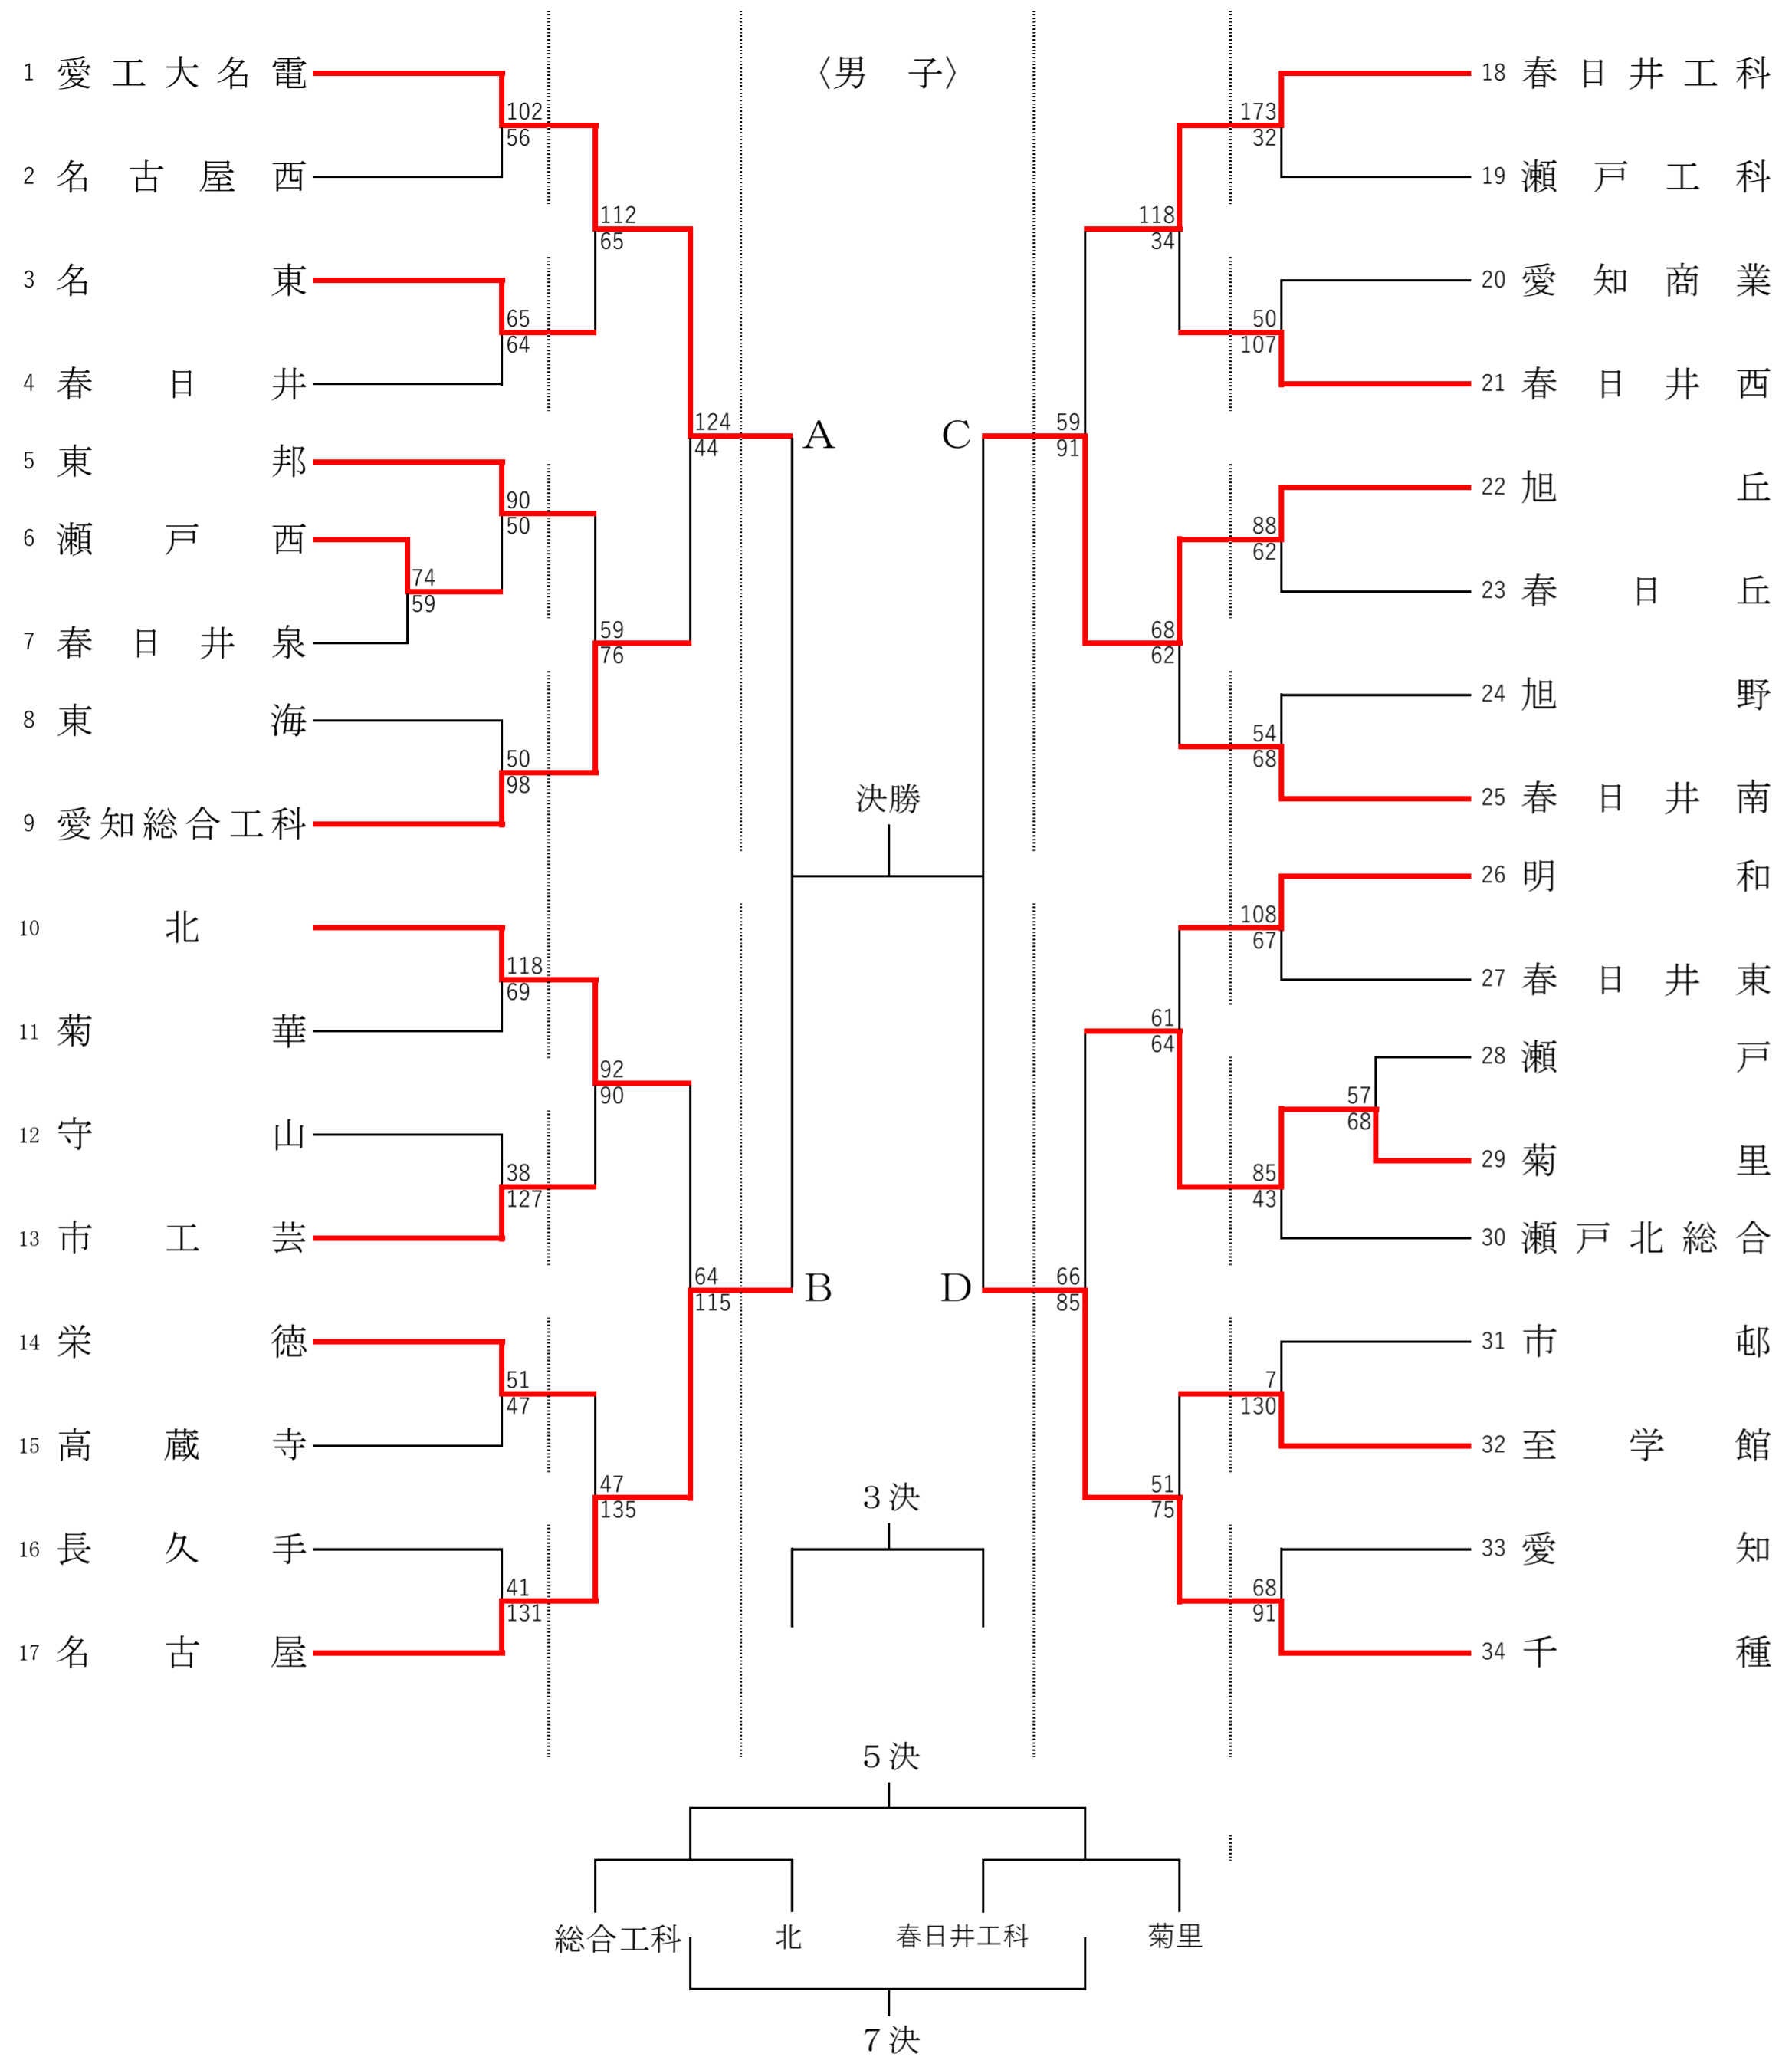 〈男 子〉
1 愛工大名電
102
56
2 名古屋西
112
65
3 名東
65
64
4 春日井
124
44
A
5 東邦
90
50
6 瀬戸西
74
59
7 春日井泉
59
76
8 東海
50
98
9 愛知総合工科
10 北
118
69
11 菊華
92
90
12 守山
38
127
13 市工芸
64
115
B
14 栄徳
51
47
15 高蔵寺
47
135
16 長久手
41
131
17 名古屋
18 春日井工科
173
32
19 瀬戸工科
118
34
20 愛知商業
50
107
21 春日井西
C
59
91
22 旭丘
88
62
23 春日丘
68
62
24 旭野
54
68
25 春日井南
26 明和
108
67
27 春日井東
61
64
28 瀬戸
57
68
29 菊里
85
43
30 瀬戸北総合
D
66
85
31 市邨
7
130
32 至学館
51
75
33 愛知
68
91
34 千種
決勝
3決
5決
総合工科 北 春日井工科 菊里
7決